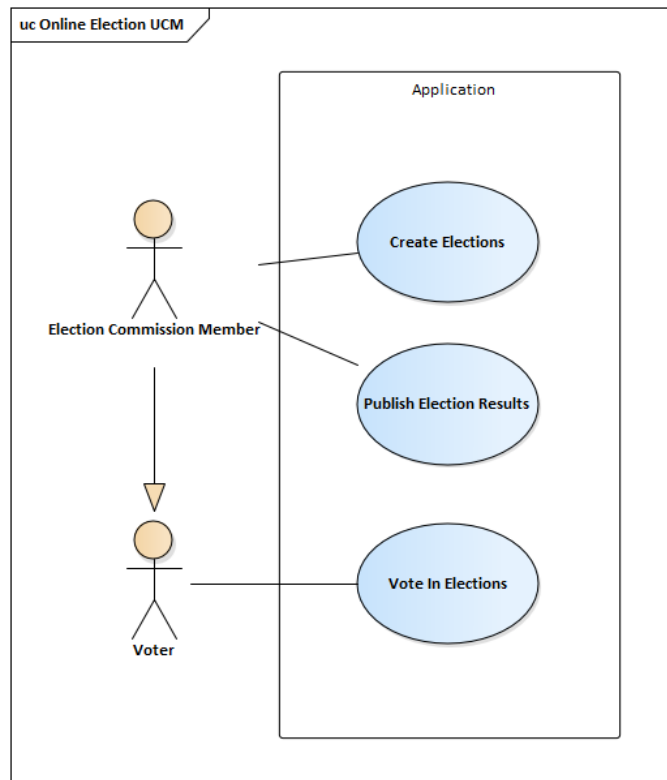 uc Online Election UCM
Application
Create Elections
Election Commission Member
Publish Election Results
Vote In Elections
Voter